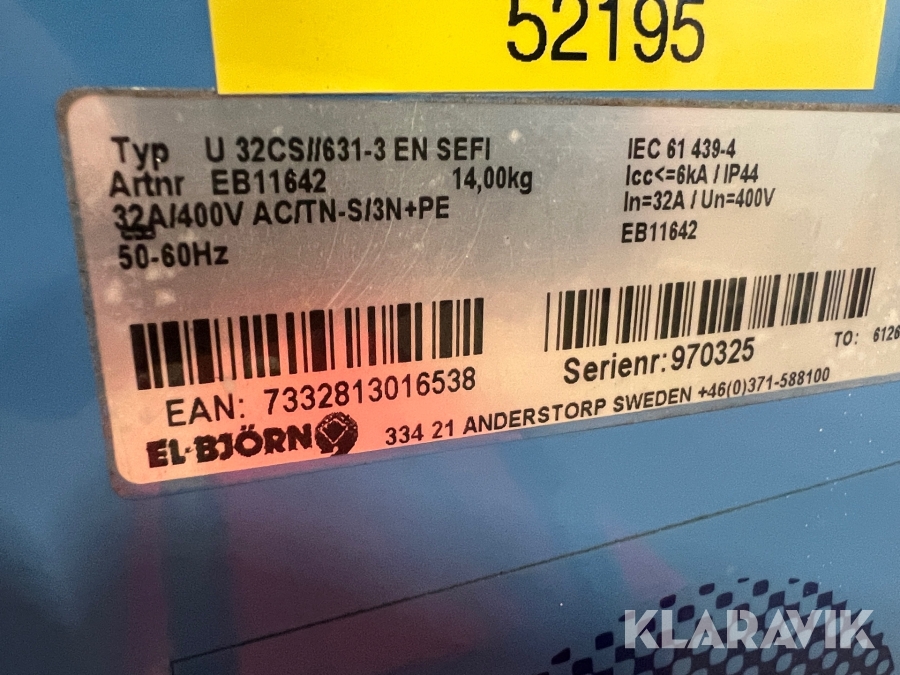 52195
Typ U 32CS//631-3 EN SEFI
Artnr EB11642 14,00kg
32A/400V AC/TN-S/3N+PE
50-60Hz
IEC 61 439-4
Icc<=6kA / IP44
In=32A / Un=400V
EB11642
EAN: 7332813016538
Serienr: 970325
TO: 6126
EL-BJÖRN
334 21 ANDERSTORP SWEDEN +46(0)371-588100
KLARAVIK